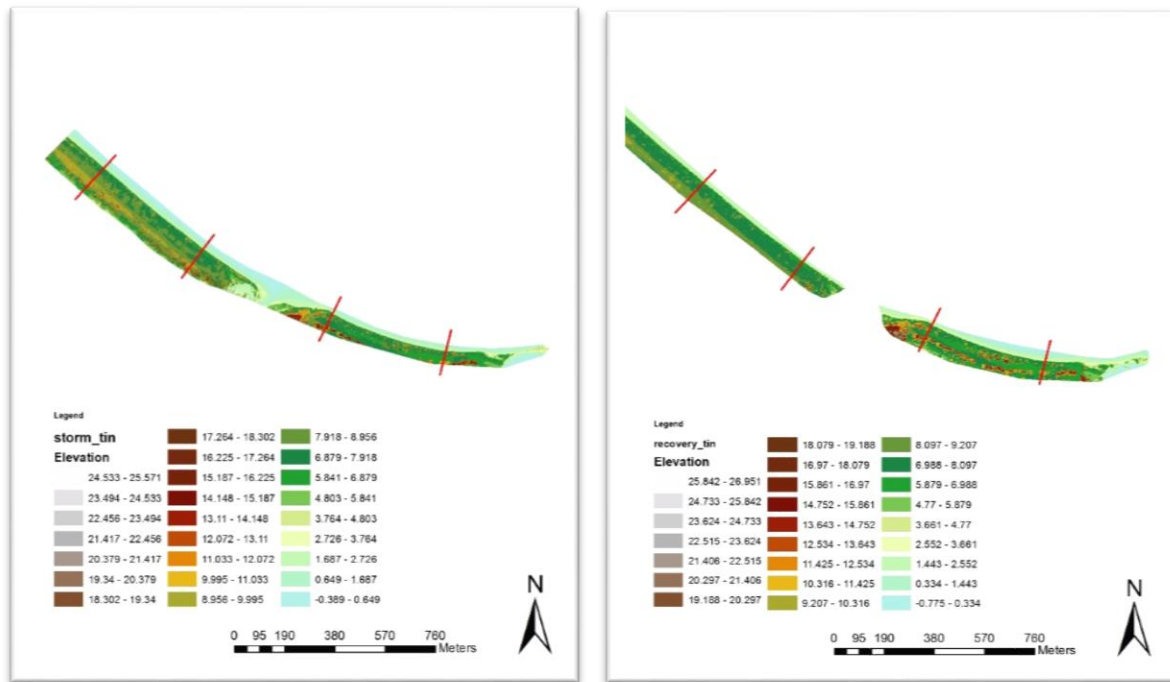 Legend
storm_tin
Elevation
24.533 - 25.571
23.494 - 24.533
22.456 - 23.494
21.417 - 22.456
20.379 - 21.417
19.34 - 20.379
18.302 - 19.34
17.264 - 18.302
16.225 - 17.264
15.187 - 16.225
14.148 - 15.187
13.11 - 14.148
12.072 - 13.11
11.033 - 12.072
9.995 - 11.033
8.956 - 9.995
7.918 - 8.956
6.879 - 7.918
5.841 - 6.879
4.803 - 5.841
3.764 - 4.803
2.726 - 3.764
1.687 - 2.726
0.649 - 1.687
-0.389 - 0.649
N
0 95 190 380 570 760
Meters
Legend
recovery_tin
Elevation
25.842 - 26.951
24.733 - 25.842
23.624 - 24.733
22.515 - 23.624
21.406 - 22.515
20.297 - 21.406
19.188 - 20.297
18.079 - 19.188
16.97 - 18.079
15.861 - 16.97
14.752 - 15.861
13.643 - 14.752
12.534 - 13.643
11.425 - 12.534
10.316 - 11.425
9.207 - 10.316
8.097 - 9.207
6.988 - 8.097
5.879 - 6.988
4.77 - 5.879
3.661 - 4.77
2.552 - 3.661
1.443 - 2.552
0.334 - 1.443
-0.775 - 0.334
N
0 95 190 380 570 760
Meters